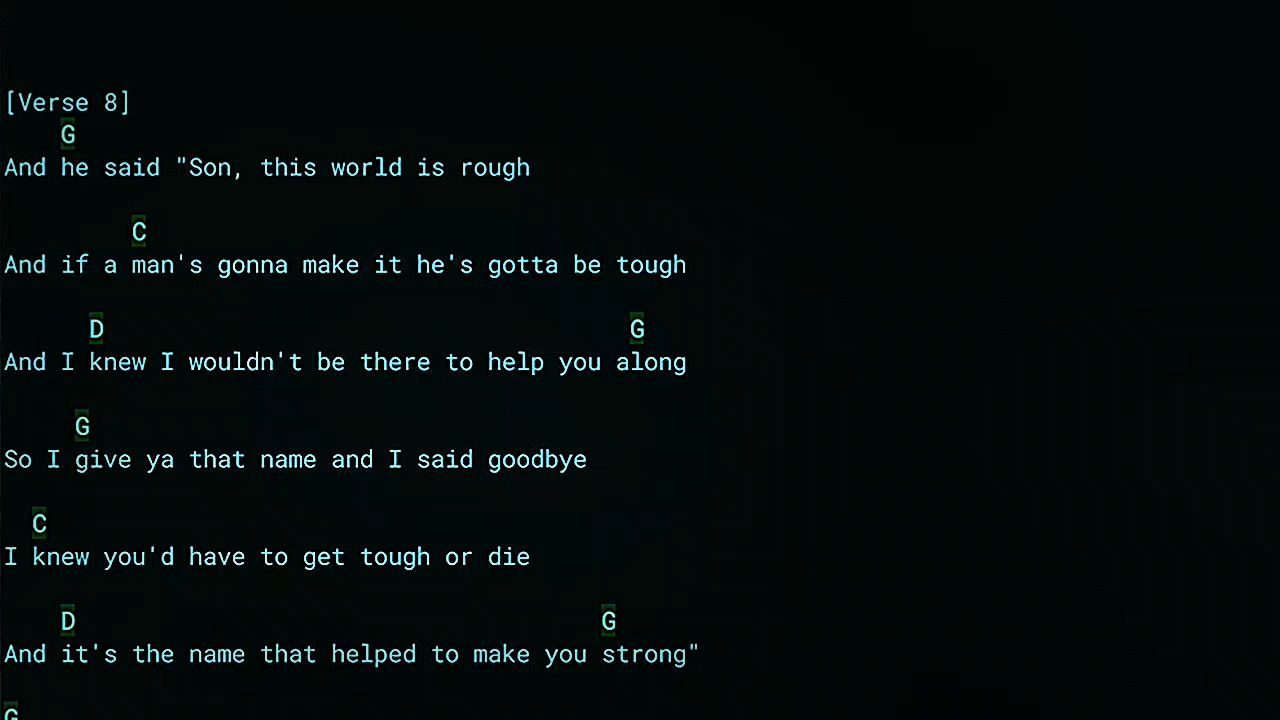 [Verse 8]
G
And he said "Son, this world is rough
C
And if a man's gonna make it he's gotta be tough
D G
And I knew I wouldn't be there to help you along
G
So I give ya that name and I said goodbye
C
I knew you'd have to get tough or die
D G
And it's the name that helped to make you strong"
G